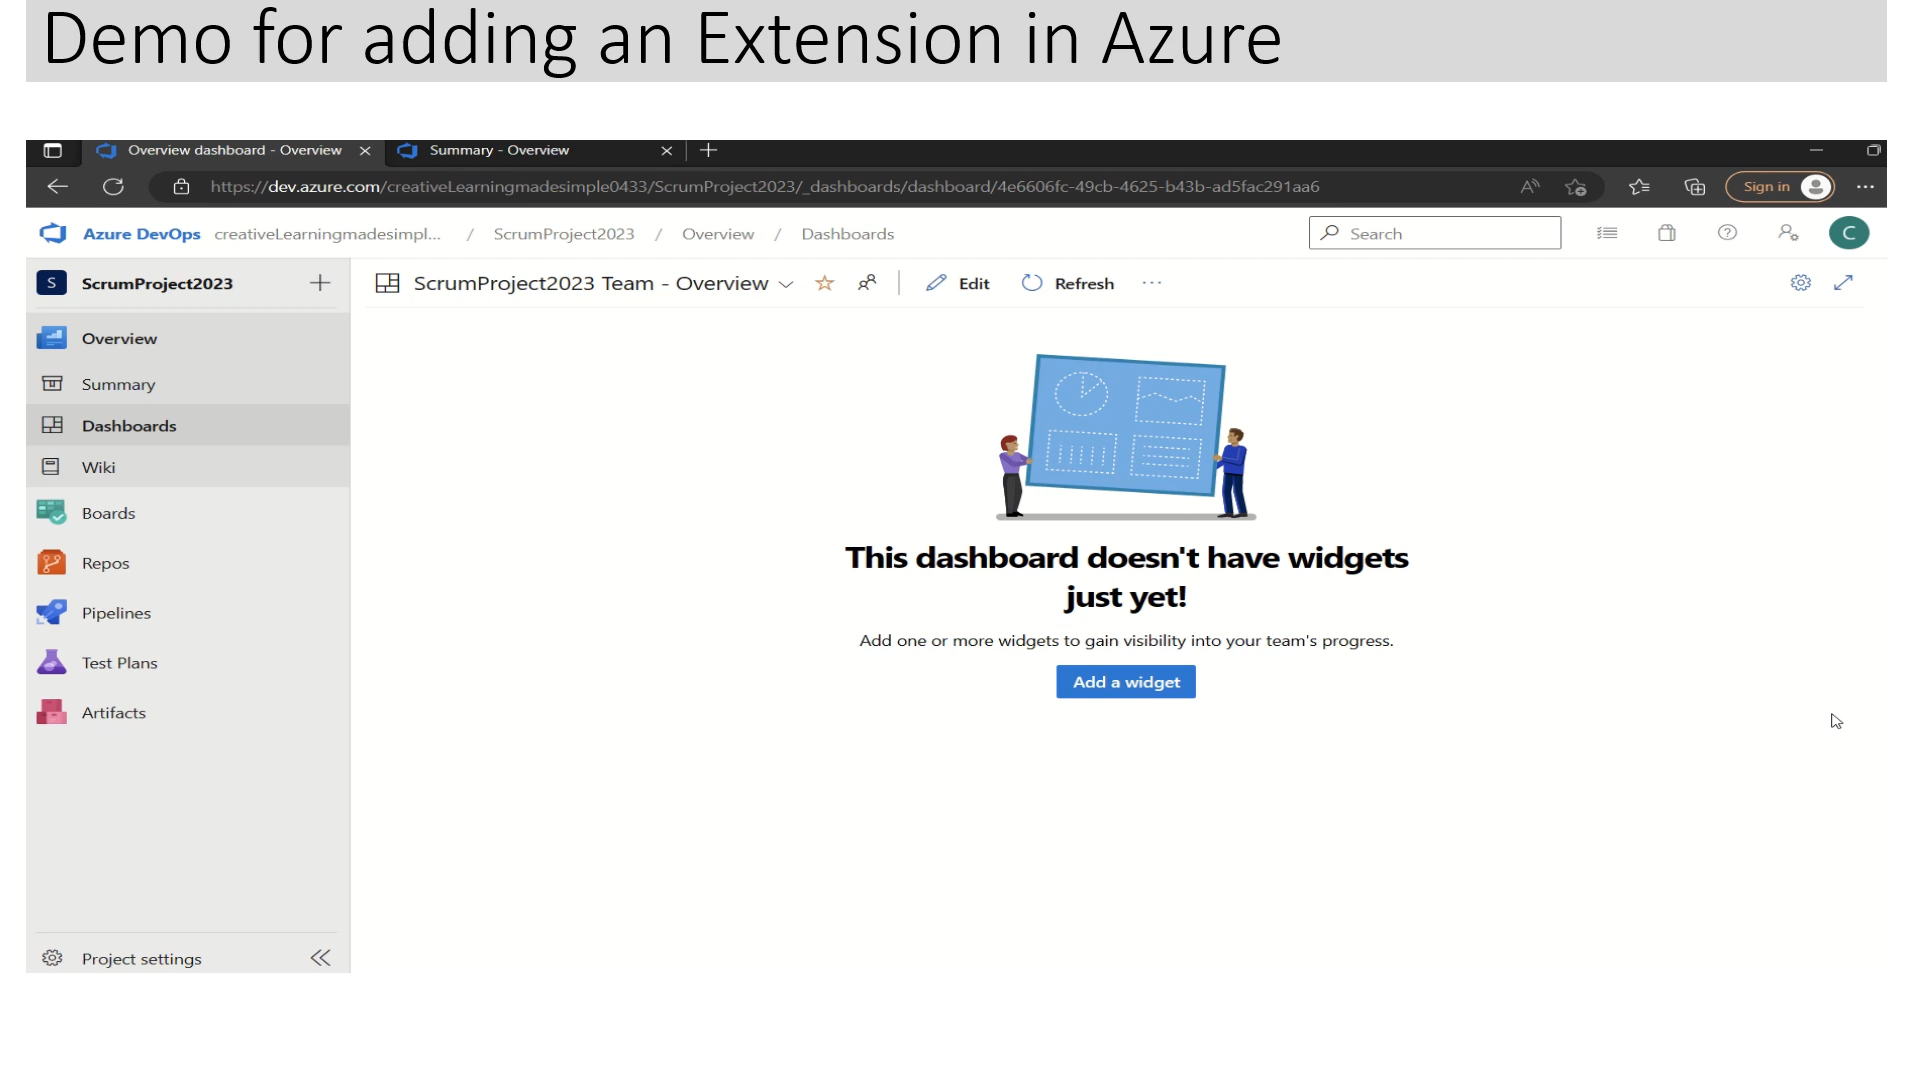 Demo for adding an Extension in Azure
Overview dashboard - Overview
Summary - Overview
https://dev.azure.com/creativeLearningmadesimple0433/ScrumProject2023/_dashboards/dashboard/4e6606fc-49cb-4625-b43b-ad5fac291aa6
Sign in
Azure DevOps creativeLearningmadesimpl... / ScrumProject2023 / Overview / Dashboards
Search
C
S ScrumProject2023
ScrumProject2023 Team - Overview
Edit
Refresh
Overview
Summary
Dashboards
Wiki
Boards
Repos
Pipelines
Test Plans
Artifacts
Project settings
This dashboard doesn't have widgets
just yet!
Add one or more widgets to gain visibility into your team's progress.
Add a widget